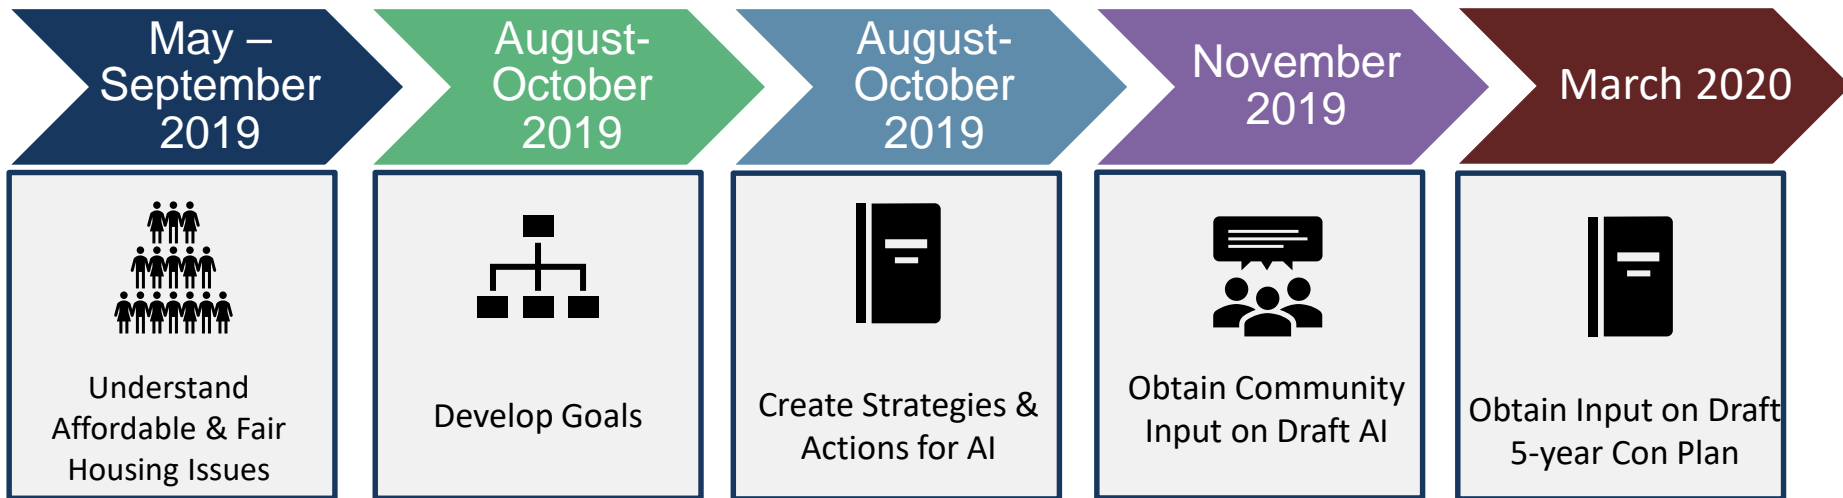 May –
September
2019
August-
October
2019
August-
October
2019
November
2019
March 2020
Understand
Affordable & Fair
Housing Issues
Develop Goals
Create Strategies &
Actions for AI
Obtain Community
Input on Draft AI
Obtain Input on Draft
5-year Con Plan